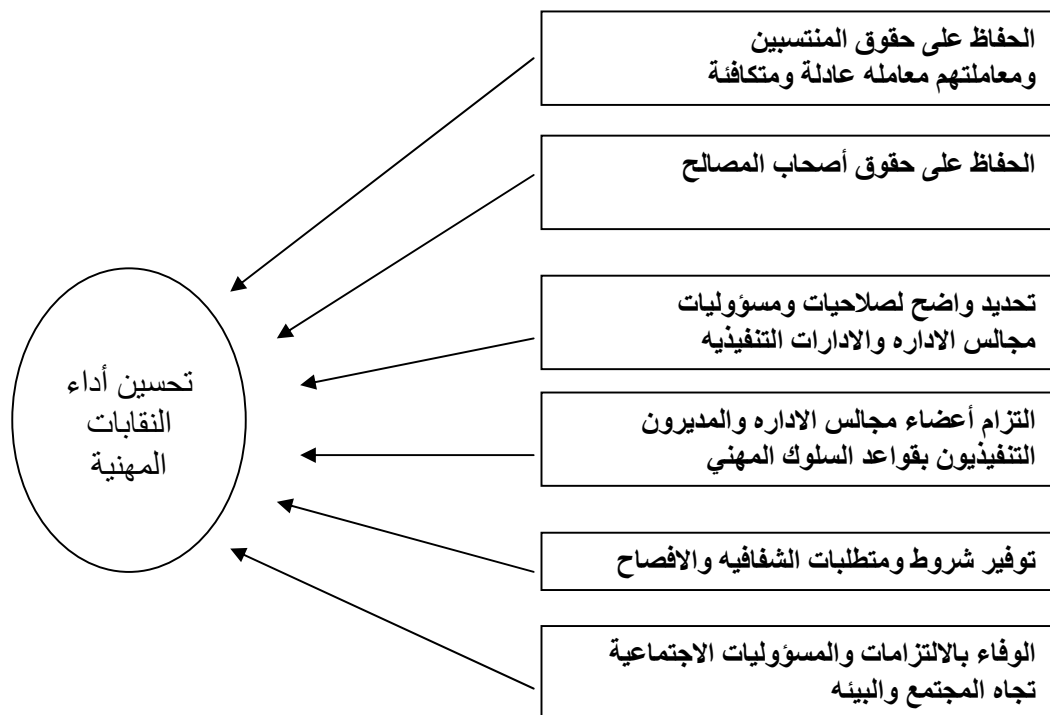 الحفاظ على حقوق المنتسبين
ومعاملتهم معامله عادلة ومتكافئة
الحفاظ على حقوق أصحاب المصالح
تحديد واضح لصلاحيات ومسؤوليات
مجالس الاداره والادارات التنفيذيه
التزام أعضاء مجالس الاداره والمديرون
التنفيذيون بقواعد السلوك المهني
توفير شروط ومتطلبات الشفافيه والافصاح
الوفاء بالالتزامات والمسؤوليات الاجتماعية
تجاه المجتمع والبيئه
تحسين أداء
النقابات
المهنية